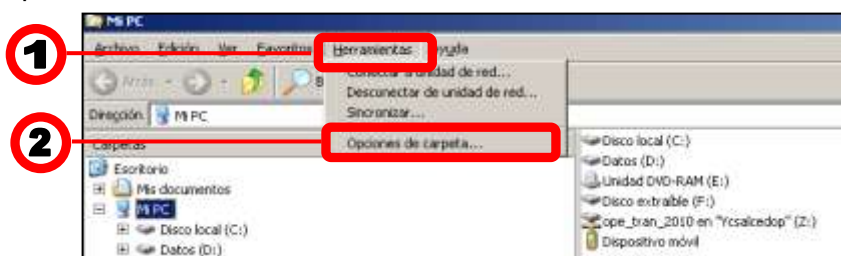 Mi PC
Archivo Edición Ver Favoritos Herramientas Ayuda
1
Atrás
Conectar a unidad de red...
Desconectar de unidad de red...
Sincronizar...
Dirección Mi PC
2
Carpetas
Opciones de carpeta...
Escritorio
Mis documentos
Mi PC
Disco local (C:)
Datos (D:)
Disco local (C:)
Datos (D:)
Unidad DVD-RAM (E:)
Disco extraíble (F:)
ope_tran_2010 en "Ycsalcedop" (Z:)
Dispositivo móvil